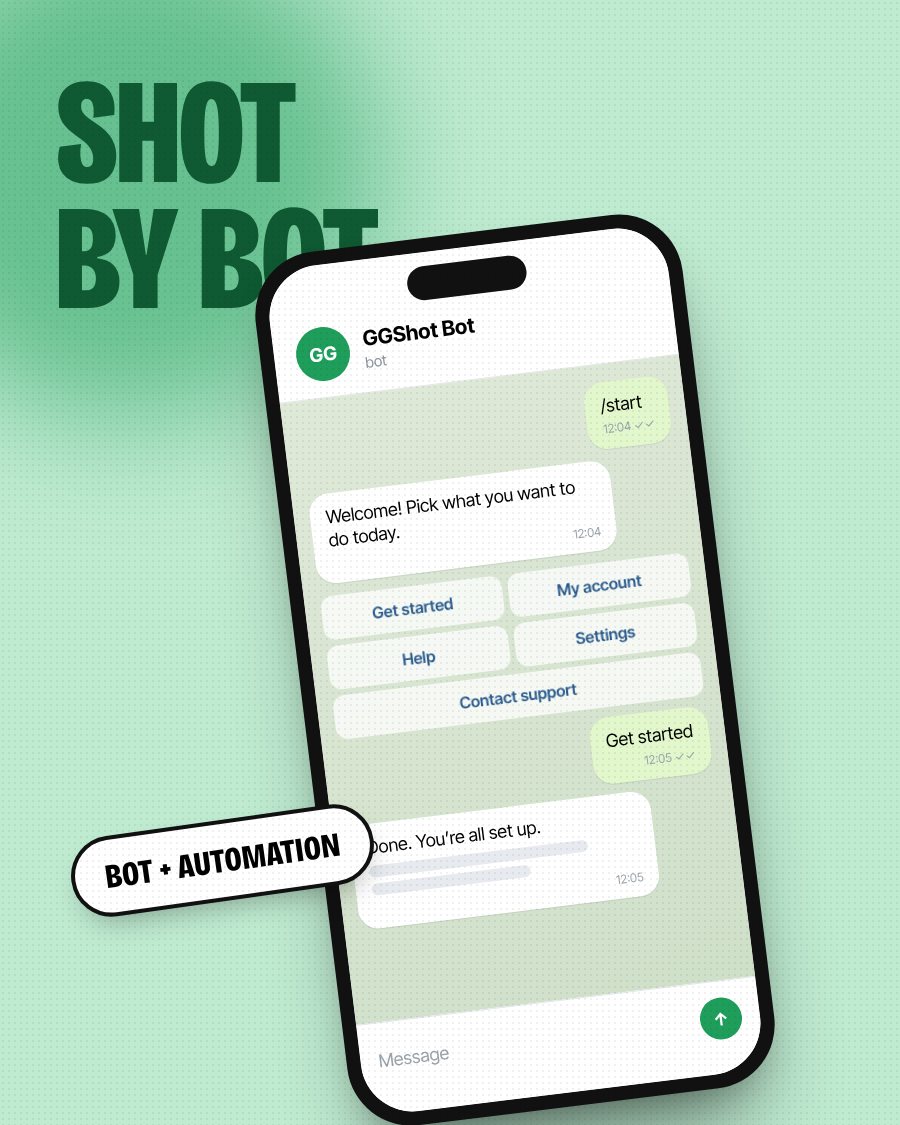 SHOT
BY BOT
GG
GGShot Bot
bot
/start
12:04
Welcome! Pick what you want to
do today.
12:04
Get started
My account
Help
Settings
Contact support
Get started
12:05
Done. You’re all set up.
12:05
BOT + AUTOMATION
Message